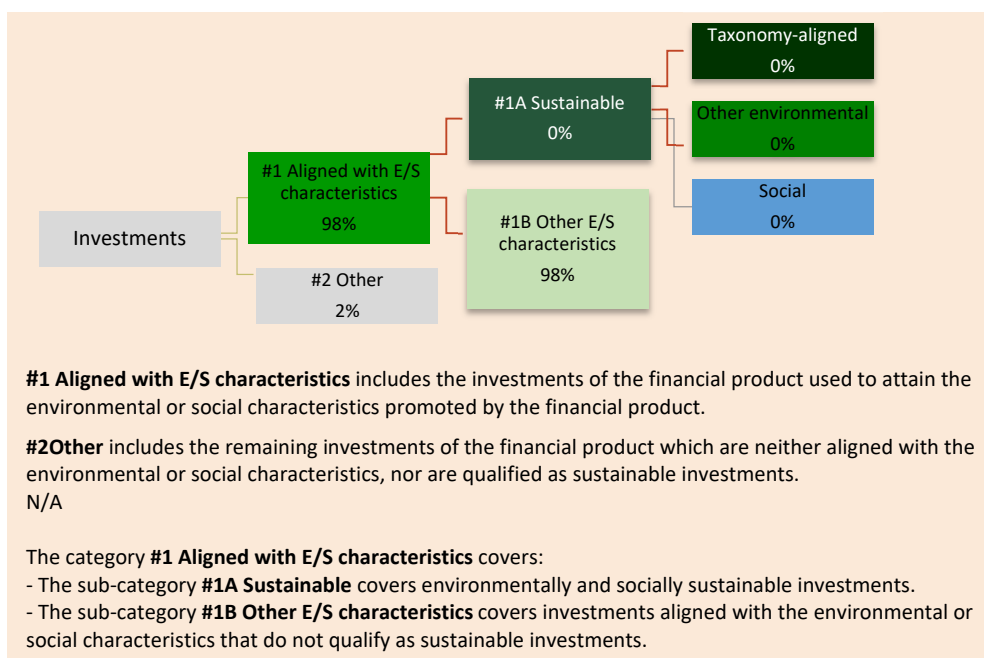 Investments
#1 Aligned with E/S
characteristics
98%
#2 Other
2%
#1A Sustainable
0%
#1B Other E/S
characteristics
98%
Taxonomy-aligned
0%
Other environmental
0%
Social
0%
#1 Aligned with E/S characteristics includes the investments of the financial product used to attain the
environmental or social characteristics promoted by the financial product.
#2Other includes the remaining investments of the financial product which are neither aligned with the
environmental or social characteristics, nor are qualified as sustainable investments.
N/A
The category #1 Aligned with E/S characteristics covers:
- The sub-category #1A Sustainable covers environmentally and socially sustainable investments.
- The sub-category #1B Other E/S characteristics covers investments aligned with the environmental or
social characteristics that do not qualify as sustainable investments.